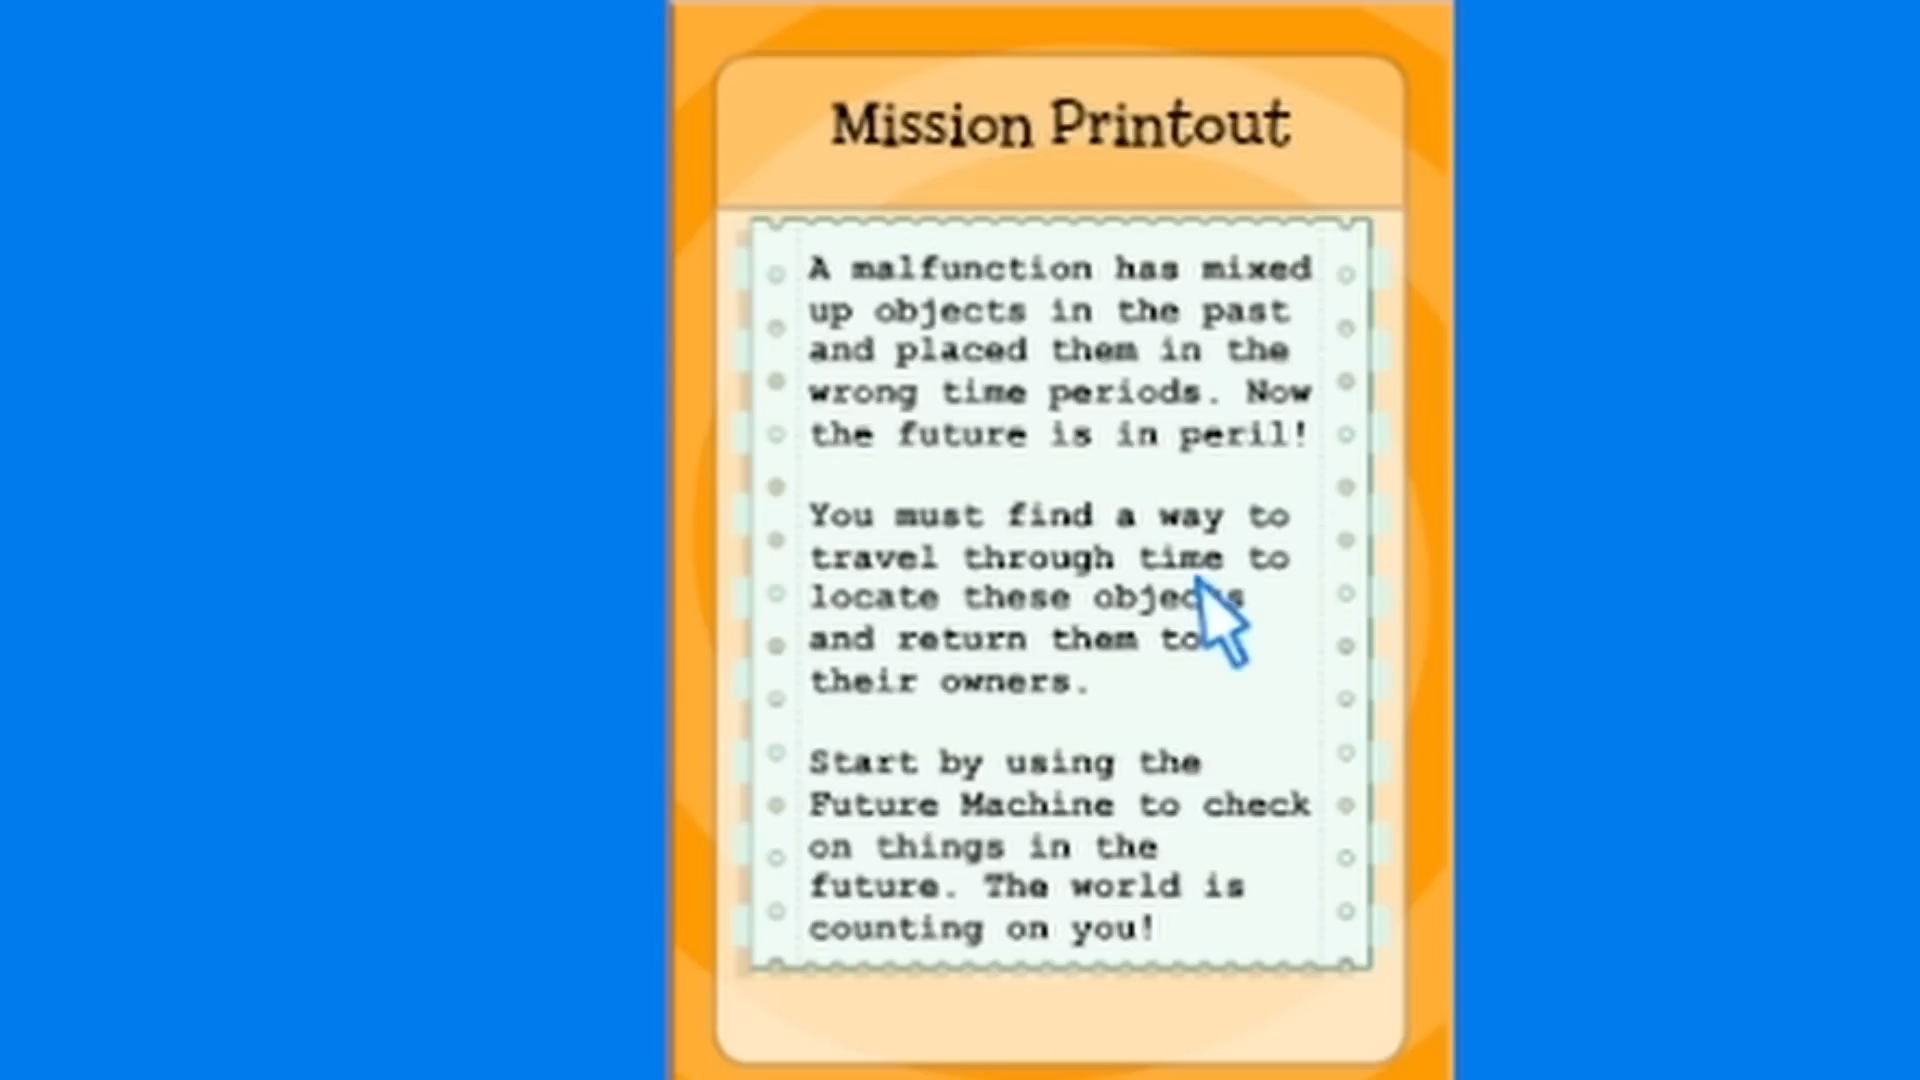 Mission Printout
A malfunction has mixed
up objects in the past
and placed them in the
wrong time periods. Now
the future is in peril!
You must find a way to
travel through time to
locate these objects
and return them to
their owners.
Start by using the
Future Machine to check
on things in the
future. The world is
counting on you!